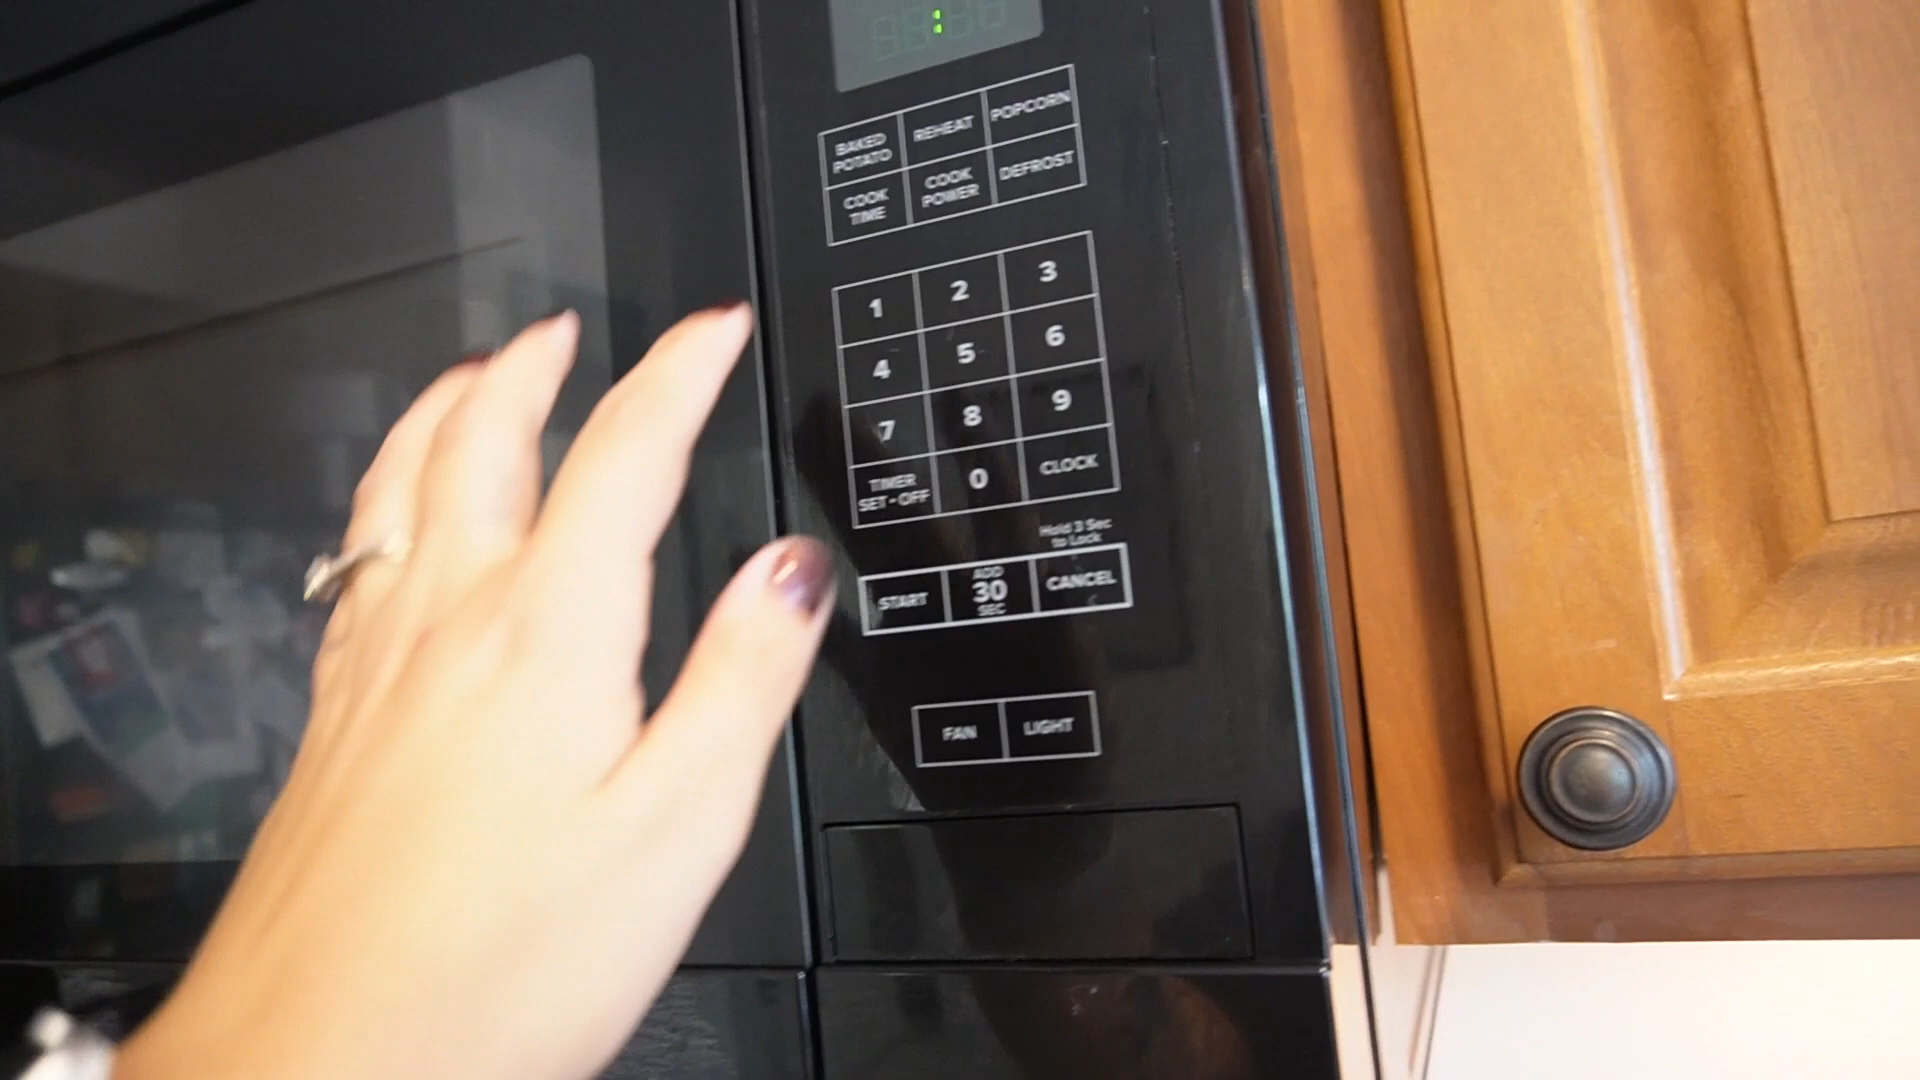 :
BAKED
POTATO
REHEAT
POPCORN
COOK
TIME
COOK
POWER
DEFROST
1
2
3
4
5
6
7
8
9
TIMER
SET•OFF
0
CLOCK
Hold 3 Sec
to Lock
START
ADD
30
SEC
CANCEL
FAN
LIGHT